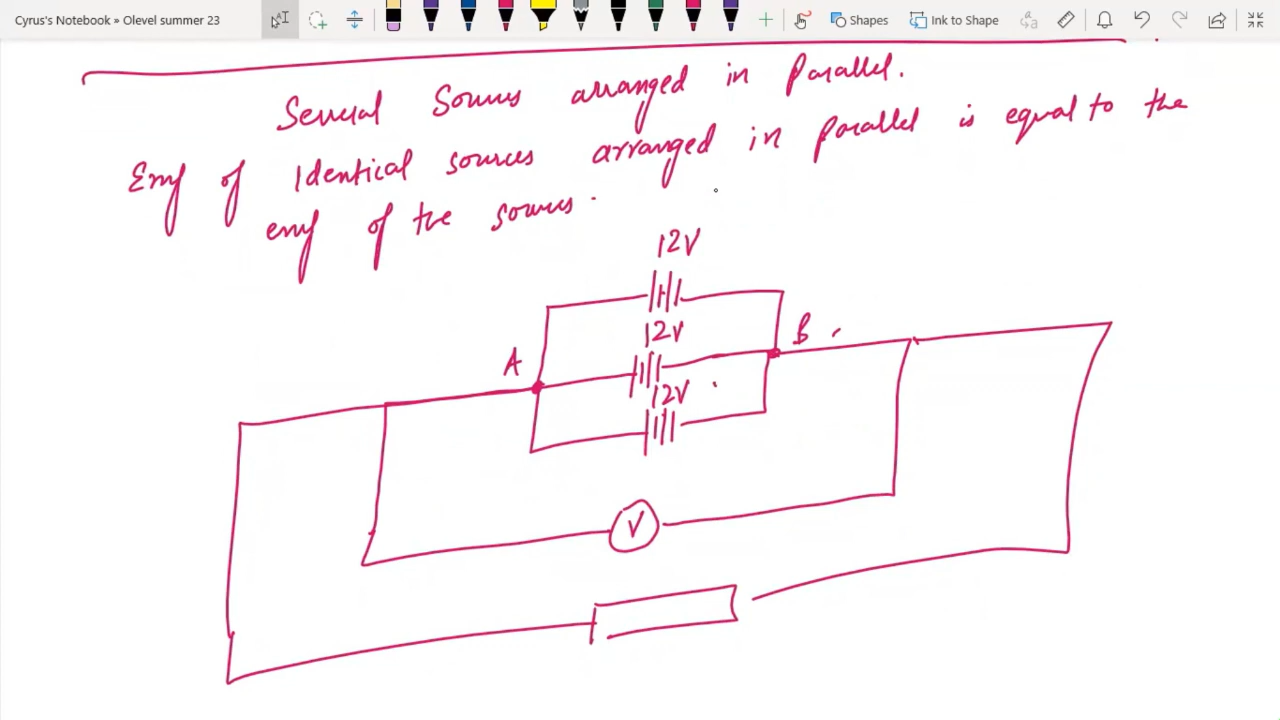 Cyrus's Notebook » Olevel summer 23
Shapes
Ink to Shape
Several Sources arranged in Parallel.
Emf of Identical sources arranged in parallel is equal to the
emf of the sources.
12V
12V
B
A
12V
V